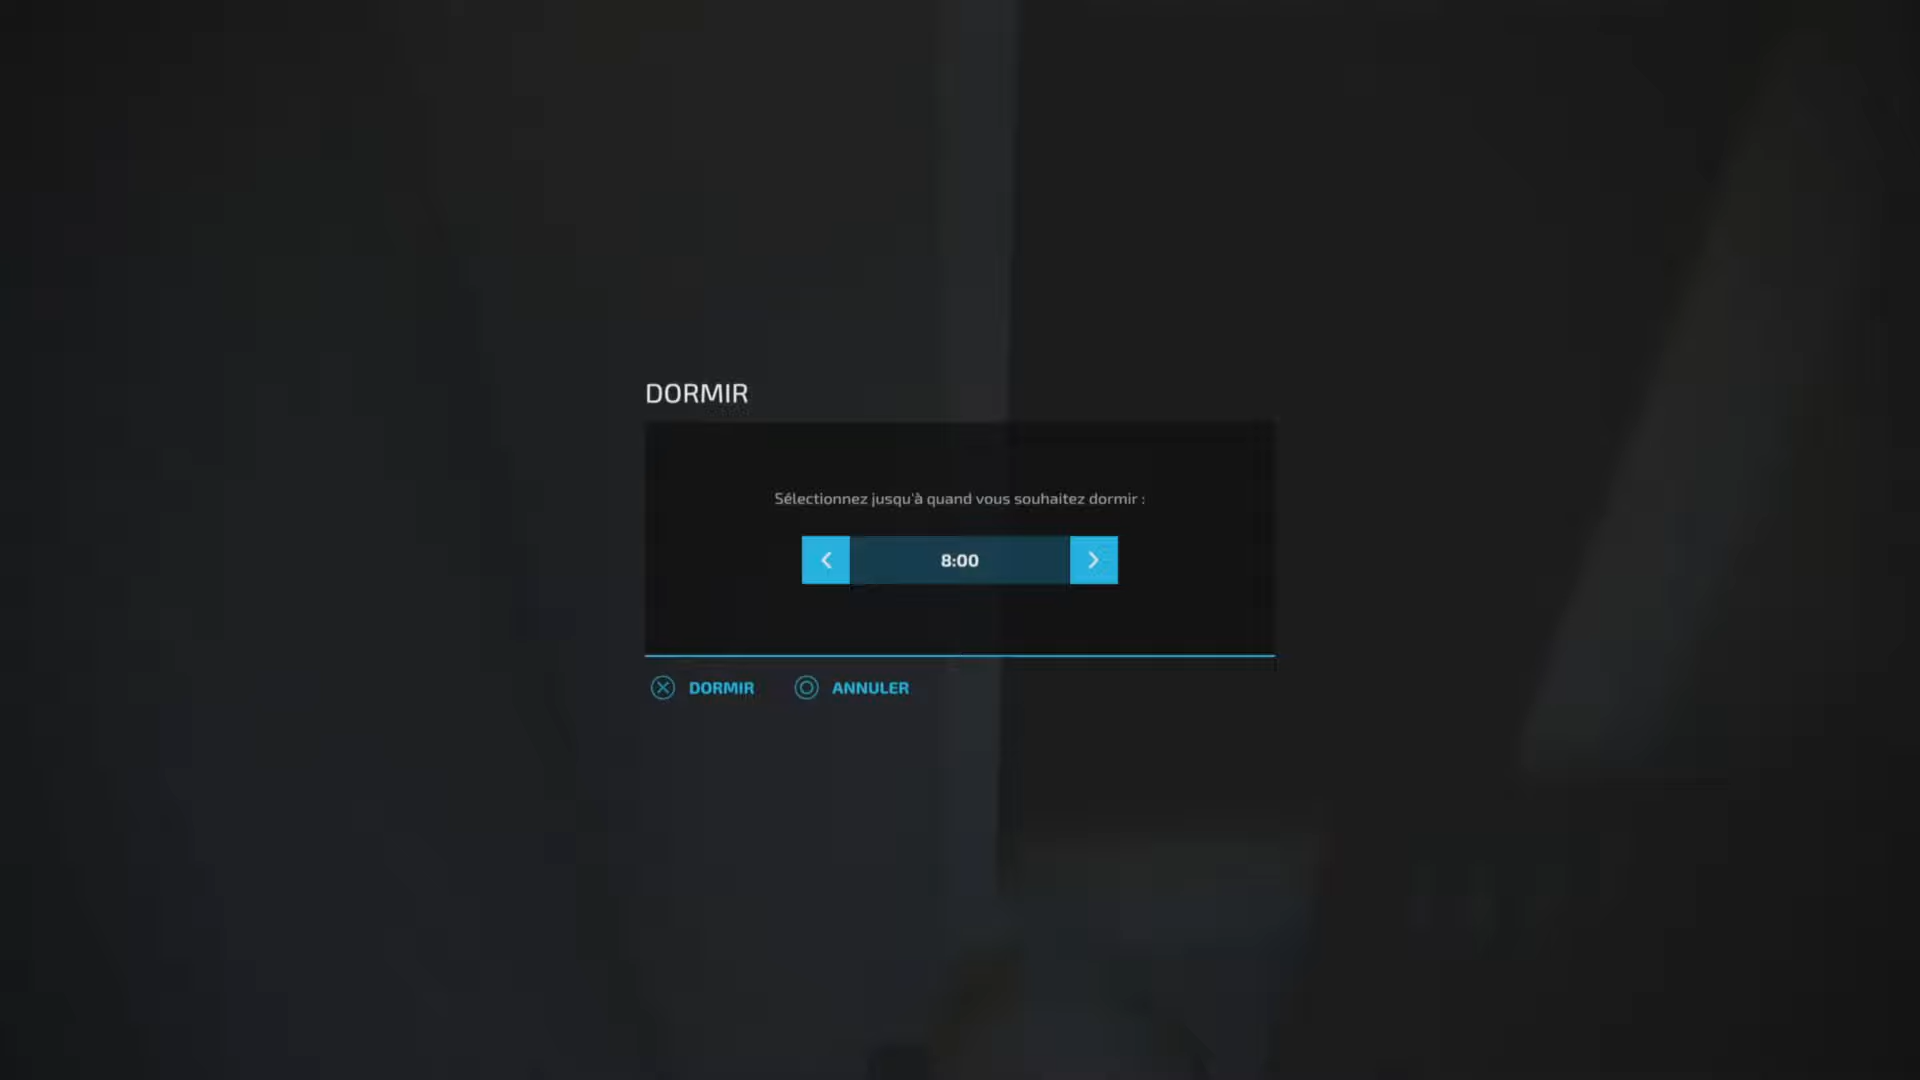 DORMIR
Sélectionnez jusqu'à quand vous souhaitez dormir :
8:00
DORMIR ANNULER